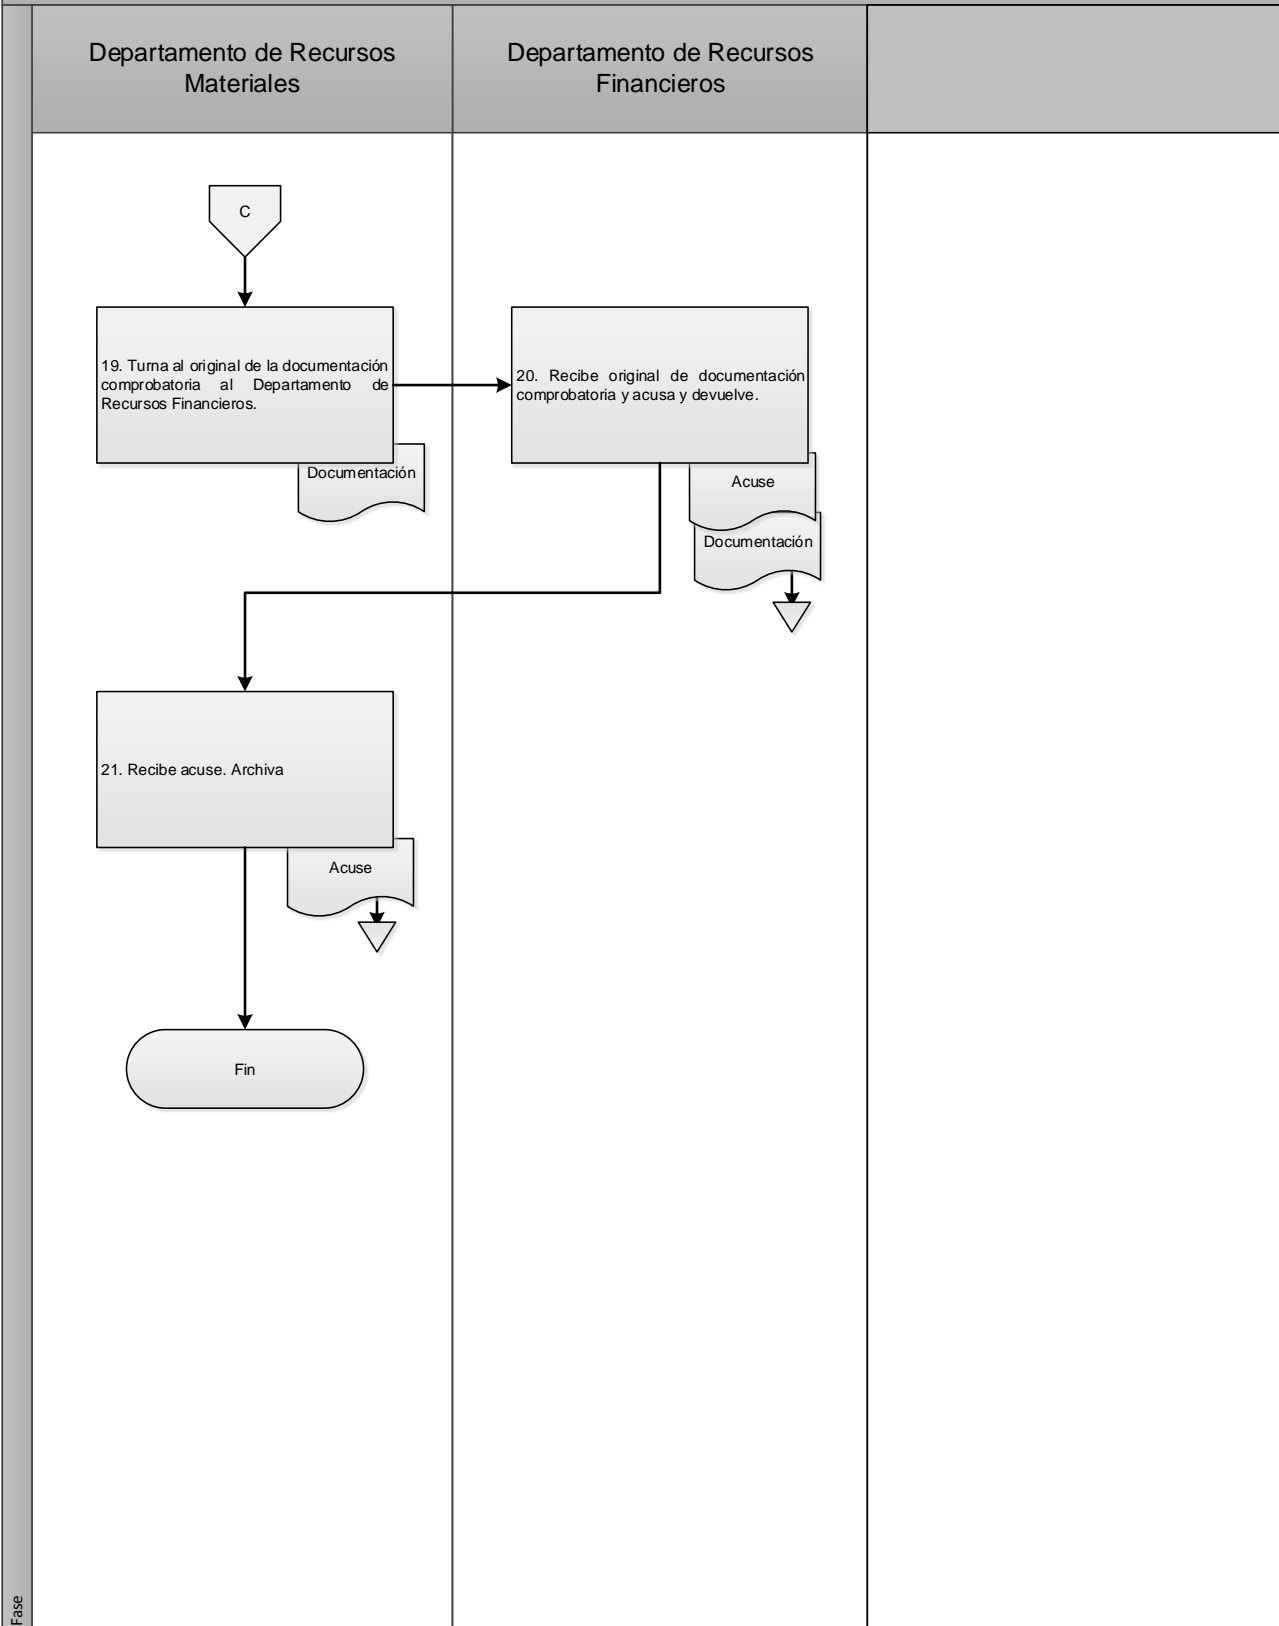 Departamento de Recursos
Materiales
Departamento de Recursos
Financieros
C
19. Turna al original de la documentación
comprobatoria al Departamento de
Recursos Financieros.
Documentación
20. Recibe original de documentación
comprobatoria y acusa y devuelve.
Acuse
Documentación
21. Recibe acuse. Archiva
Acuse
Fin
Fase